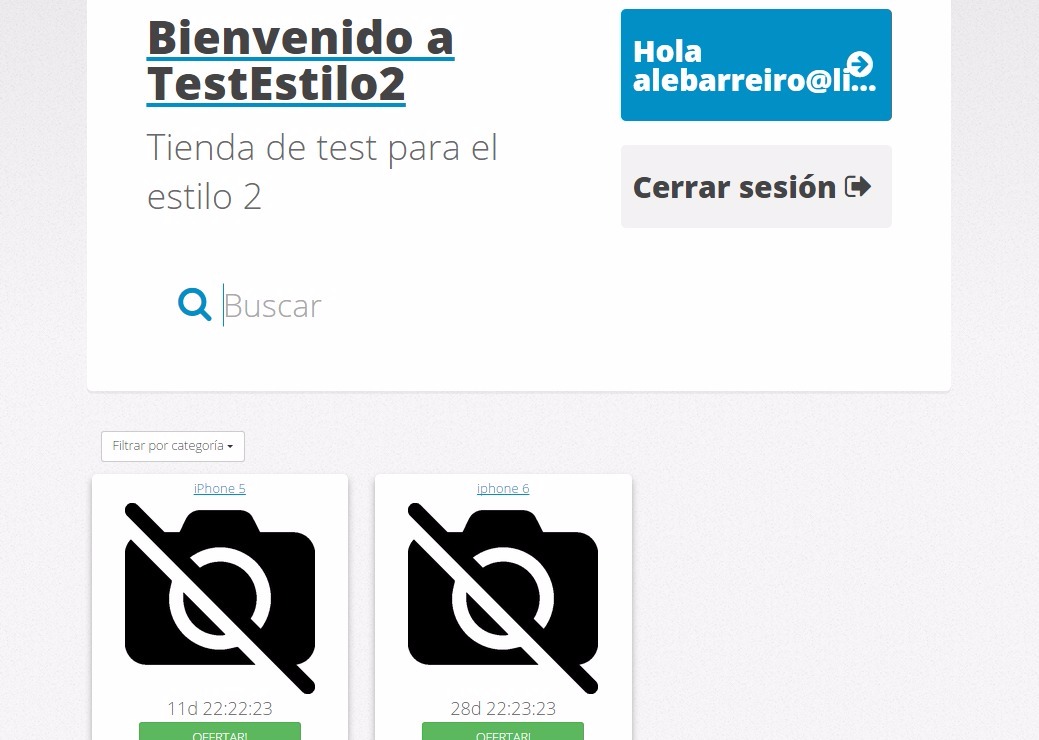 Bienvenido a
TestEstilo2
Tienda de test para el
estilo 2
Hola
alebarreiro@li...
Cerrar sesión
Buscar
Filtrar por categoría
iPhone 5
iphone 6
11d 22:22:23
28d 22:23:23
OFERTAR!
OFERTAR!